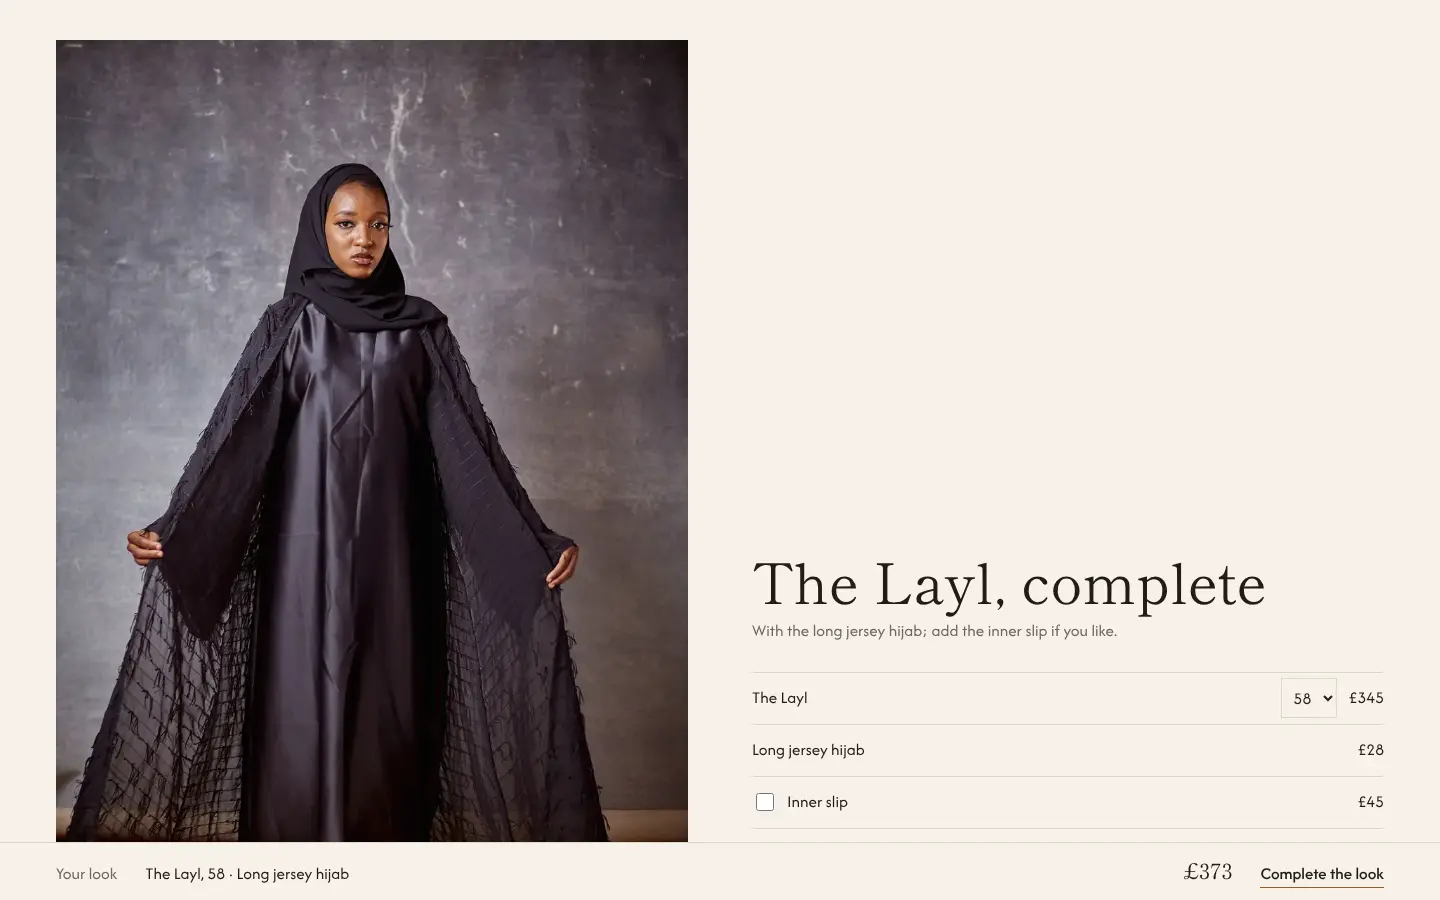 The Layl, complete
With the long jersey hijab; add the inner slip if you like.
The Layl 58 £345
Long jersey hijab £28
Inner slip £45
Your look The Layl, 58 · Long jersey hijab £373 Complete the look